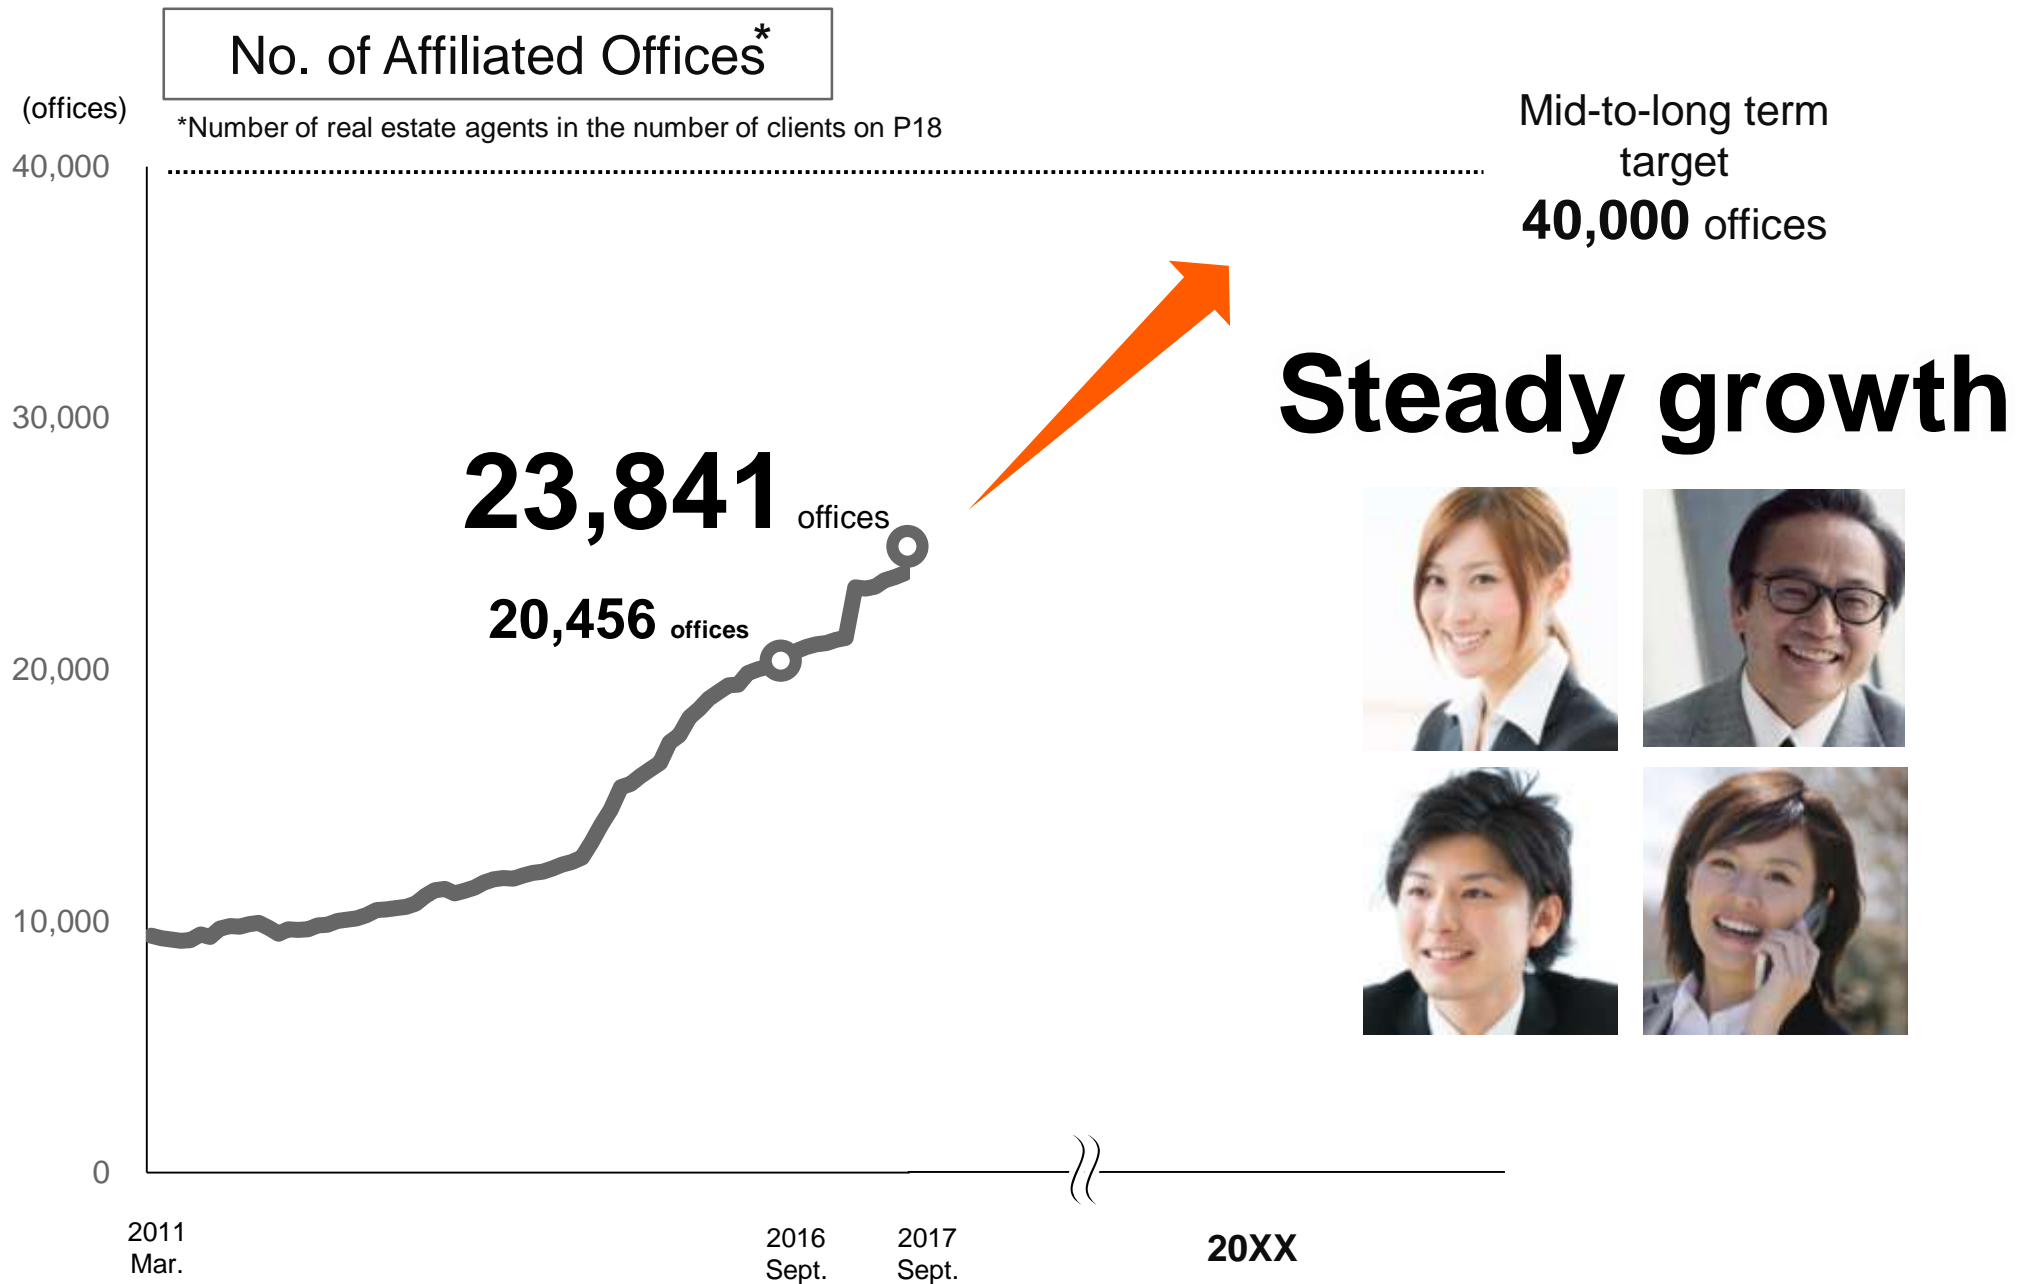 No. of Affiliated Offices*
(offices)
*Number of real estate agents in the number of clients on P18
Mid-to-long term
target
40,000 offices
40,000
30,000
20,000
10,000
0
Steady growth
23,841 offices
20,456 offices
2011
Mar.
2016
Sept.
2017
Sept.
20XX